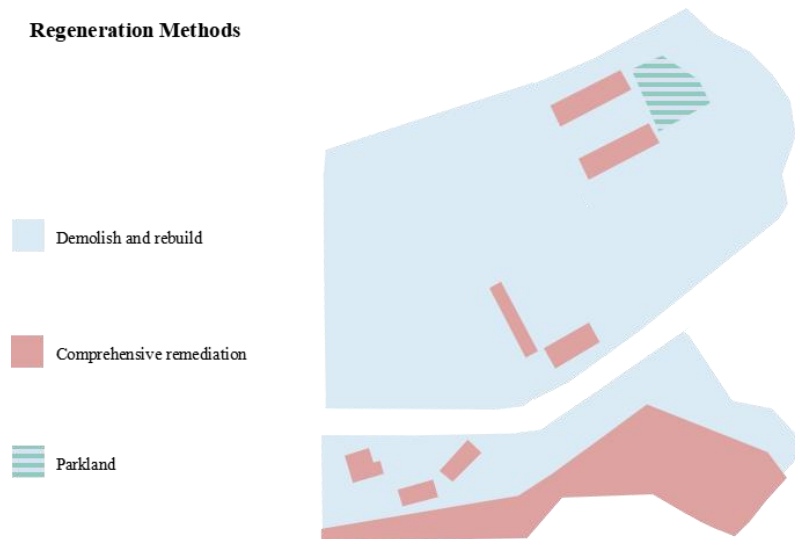 Regeneration Methods
Demolish and rebuild
Comprehensive remediation
Parkland